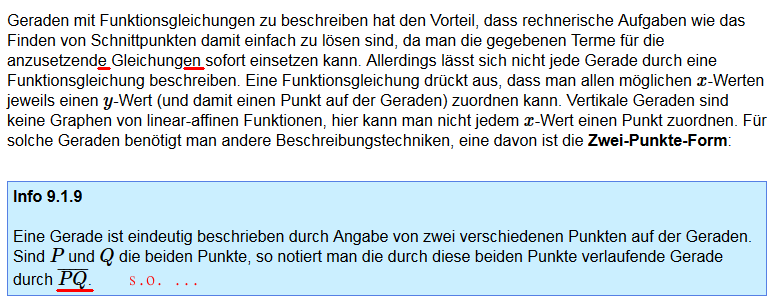 Geraden mit Funktionsgleichungen zu beschreiben hat den Vorteil, dass rechnerische Aufgaben wie das
Finden von Schnittpunkten damit einfach zu lösen sind, da man die gegebenen Terme für die
anzusetzende Gleichungen sofort einsetzen kann. Allerdings lässt sich nicht jede Gerade durch eine
Funktionsgleichung beschreiben. Eine Funktionsgleichung drückt aus, dass man allen möglichen x-Werten
jeweils einen y-Wert (und damit einen Punkt auf der Geraden) zuordnen kann. Vertikale Geraden sind
keine Graphen von linear-affinen Funktionen, hier kann man nicht jedem x-Wert einen Punkt zuordnen. Für
solche Geraden benötigt man andere Beschreibungstechniken, eine davon ist die Zwei-Punkte-Form:
Info 9.1.9
Eine Gerade ist eindeutig beschrieben durch Angabe von zwei verschiedenen Punkten auf der Geraden.
Sind P und Q die beiden Punkte, so notiert man die durch diese beiden Punkte verlaufende Gerade
durch P̅Q̅. s.o. ...